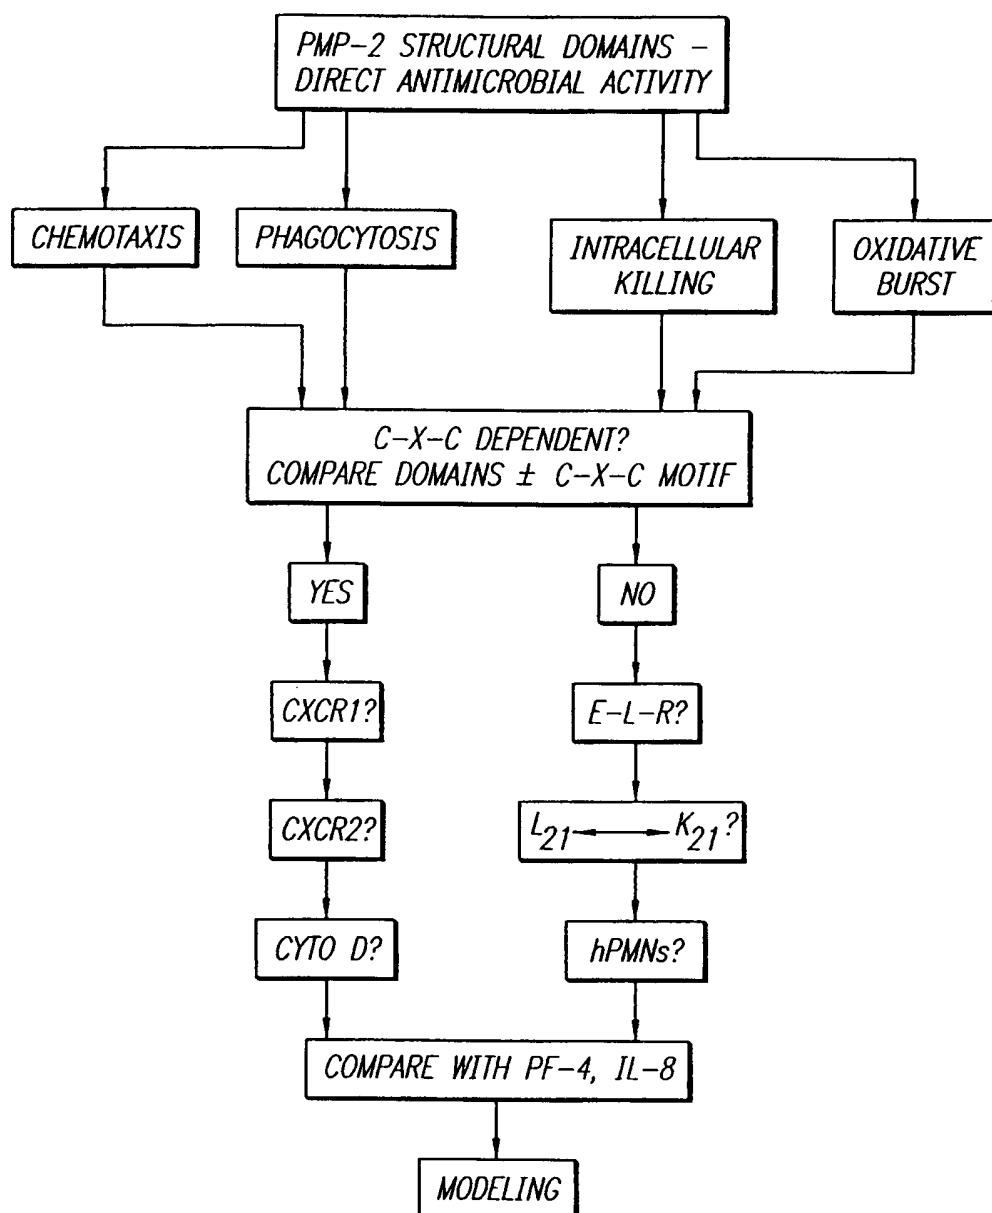 PMP-2 STRUCTURAL DOMAINS –
DIRECT ANTIMICROBIAL ACTIVITY
CHEMOTAXIS
PHAGOCYTOSIS
INTRACELLULAR
KILLING
OXIDATIVE
BURST
C-X-C DEPENDENT?
COMPARE DOMAINS ± C-X-C MOTIF
YES
NO
CXCR1?
E-L-R?
CXCR2?
L21 K21?
CYTO D?
hPMNs?
COMPARE WITH PF-4, IL-8
MODELING